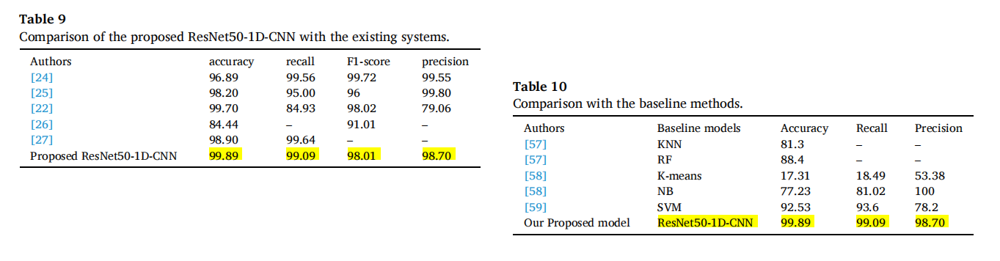 Table 9
Comparison of the proposed ResNet50-1D-CNN with the existing systems.
Authors accuracy recall F1-score precision
[24] 96.89 99.56 99.72 99.55
[25] 98.20 95.00 96 99.80
[22] 99.70 84.93 98.02 79.06
[26] 84.44 – 91.01 –
[27] 98.90 99.64 – –
Proposed ResNet50-1D-CNN 99.89 99.09 98.01 98.70
Table 10
Comparison with the baseline methods.
Authors Baseline models Accuracy Recall Precision
[57] KNN 81.3 – –
[57] RF 88.4 – –
[58] K-means 17.31 18.49 53.38
[58] NB 77.23 81.02 100
[59] SVM 92.53 93.6 78.2
Our Proposed model ResNet50-1D-CNN 99.89 99.09 98.70